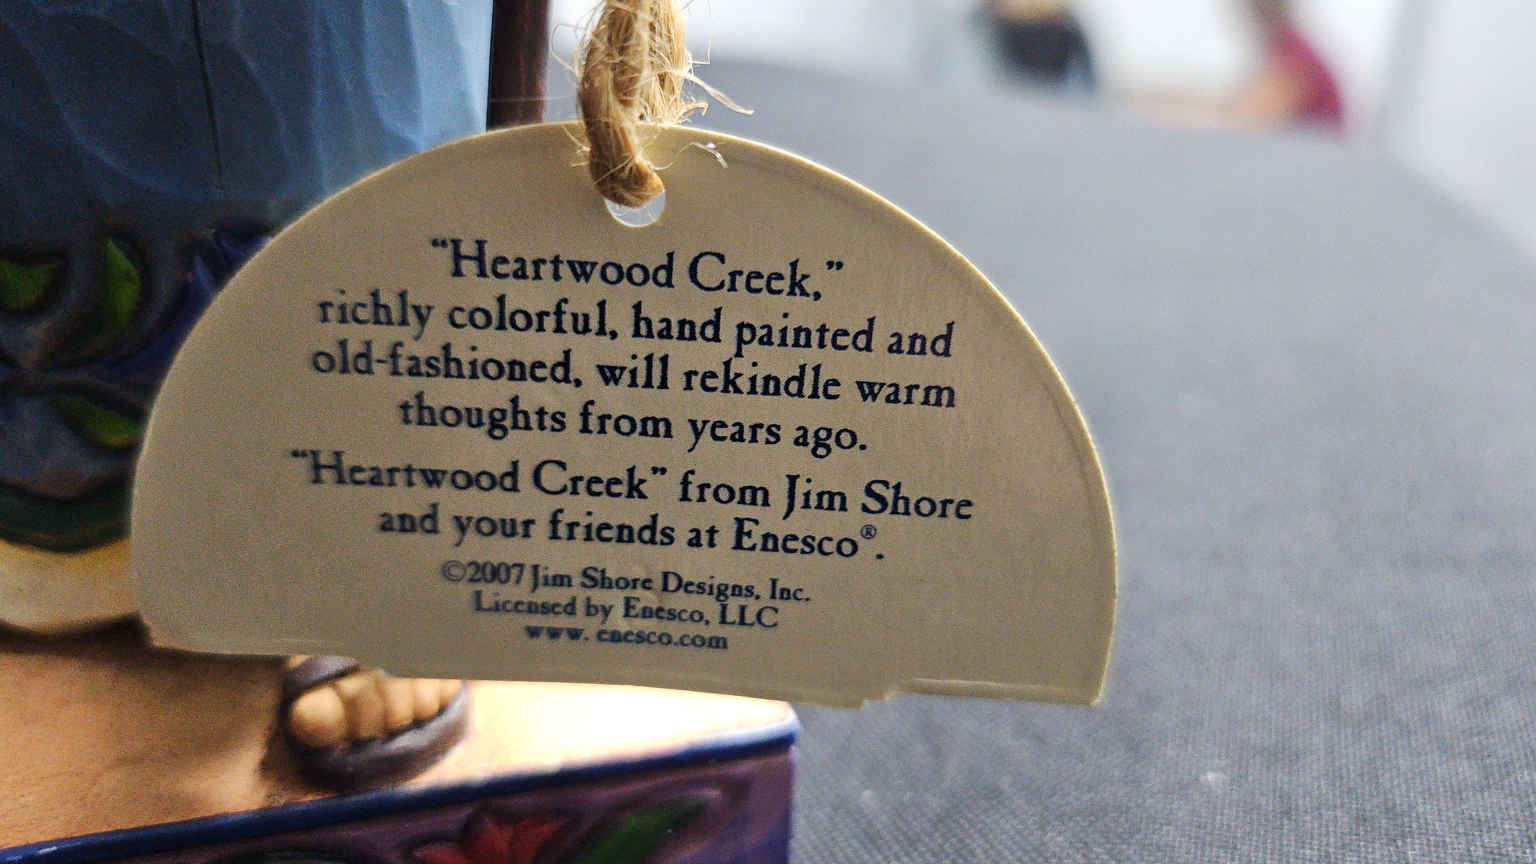 “Heartwood Creek,”
richly colorful, hand painted and
old-fashioned, will rekindle warm
thoughts from years ago.
“Heartwood Creek” from Jim Shore
and your friends at Enesco®.
©2007 Jim Shore Designs, Inc.
Licensed by Enesco, LLC
www. enesco.com